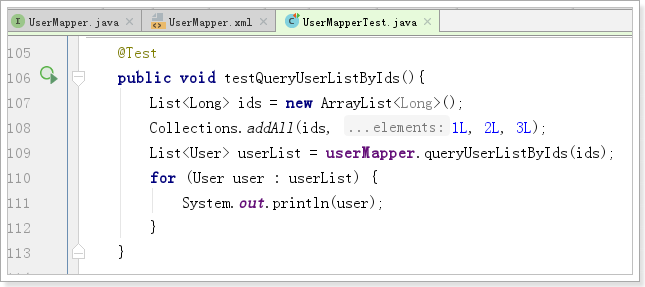 UserMapper.java × UserMapper.xml × UserMapperTest.java ×
105 @Test
106 public void testQueryUserListByIds(){
107 List<Long> ids = new ArrayList<Long>();
108 Collections.addAll(ids, ...elements: 1L, 2L, 3L);
109 List<User> userList = userMapper.queryUserListByIds(ids);
110 for (User user : userList) {
111 System.out.println(user);
112 }
113 }
114